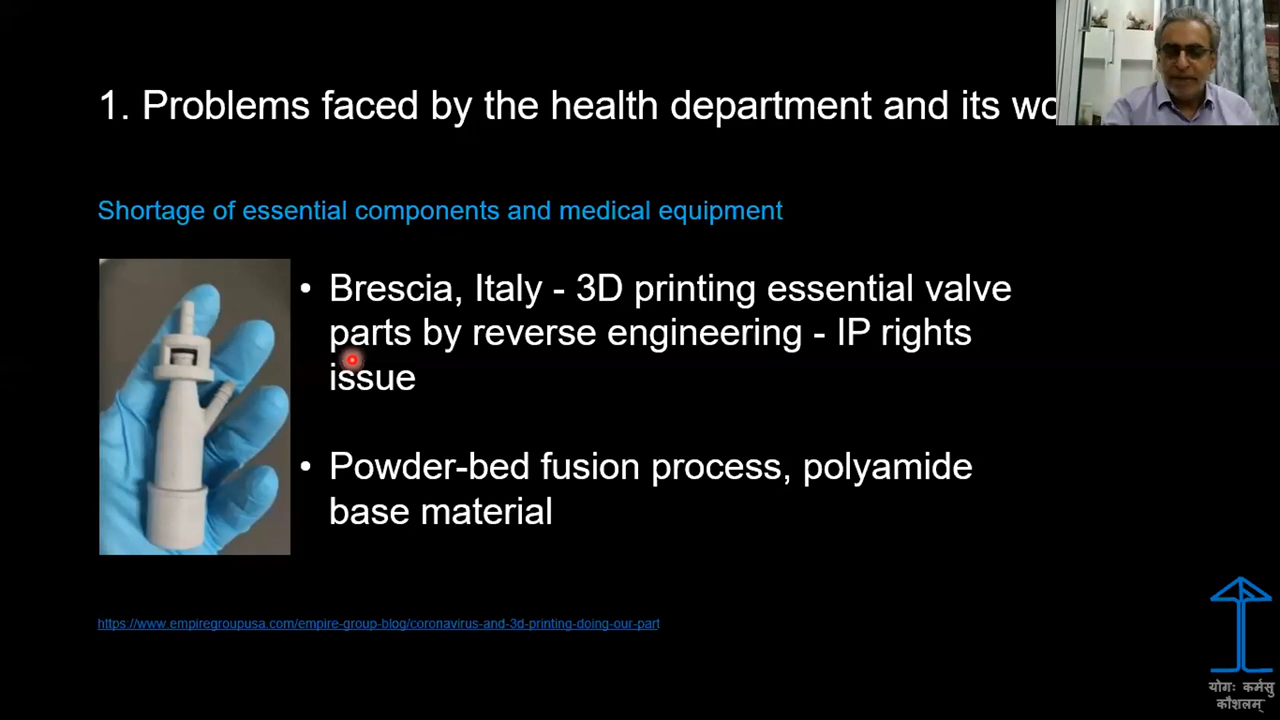 1. Problems faced by the health department and its wo
Shortage of essential components and medical equipment
• Brescia, Italy - 3D printing essential valve
parts by reverse engineering - IP rights
issue
• Powder-bed fusion process, polyamide
base material
https://www.empiregroupusa.com/empire-group-blog/coronavirus-and-3d-printing-doing-our-part
योगः कर्मसु
कौशलम्